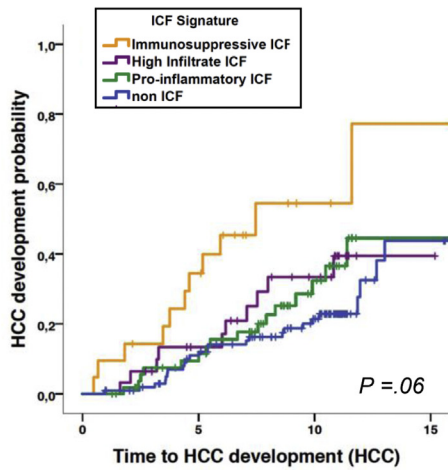 ICF Signature
Immunosuppressive ICF
High Infiltrate ICF
Pro-inflammatory ICF
non ICF
HCC development probability
1,0
0,8
0,6
0,4
0,2
0,0
P =.06
0 5 10 15
Time to HCC development (HCC)